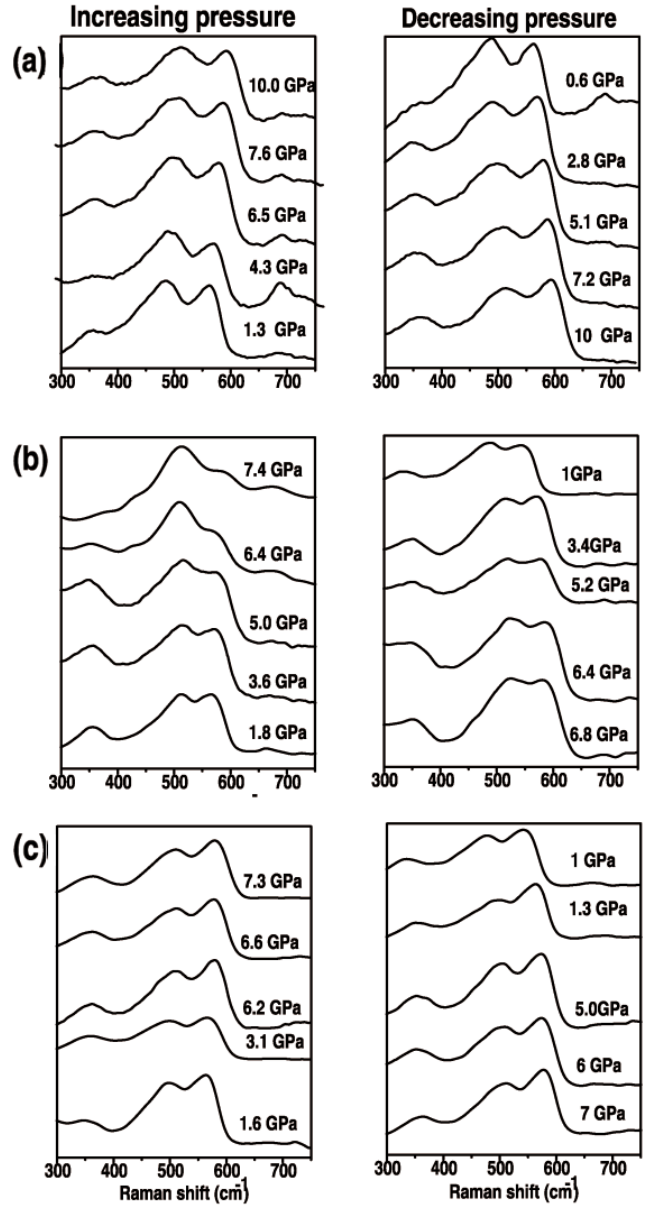 Increasing pressure
Decreasing pressure
(a)
10.0 GPa
7.6 GPa
6.5 GPa
4.3 GPa
1.3 GPa
300 400 500 600 700
0.6 GPa
2.8 GPa
5.1 GPa
7.2 GPa
10 GPa
300 400 500 600 700
(b)
7.4 GPa
6.4 GPa
5.0 GPa
3.6 GPa
1.8 GPa
300 400 500 600 700
1GPa
3.4GPa
5.2 GPa
6.4 GPa
6.8 GPa
300 400 500 600 700
(c)
7.3 GPa
6.6 GPa
6.2 GPa
3.1 GPa
1.6 GPa
300 400 500 600 700
Raman shift (cm-1)
1 GPa
1.3 GPa
5.0GPa
6 GPa
7 GPa
300 400 500 600 700
Raman shift (cm-1)